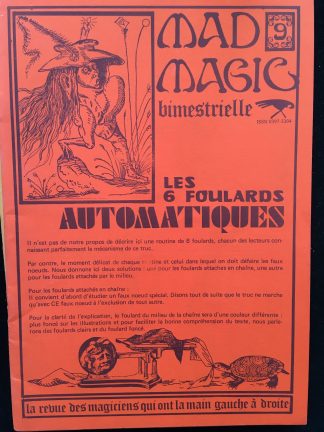 MAD
MAGIC
9
bimestrielle
LES
6 FOULARDS
AUTOMATIQUES
Il n'est pas de notre propos de décrire ici une routine de 6 foulards, chacun des lecteurs con-
naissant parfaitement le mécanisme de ce truc.
Par contre, le moment délicat de chaque routine et celui dans lequel on doit défaire les faux
noeuds. Nous donnons ici deux solutions : une pour les foulards attachés en chaîne, une autre
pour les foulards attachés par le milieu.
Pour les foulards attachés en chaîne :
Il convient d'abord d'étudier un faux noeud spécial. Disons tout de suite que le truc ne marche
qu'avec CE faux noeud à l'exclusion de tout autre.
Pour la clarté de l'explication, le foulard du milieu de la chaîne sera d'une couleur différente :
plus foncé sur les illustrations et pour faciliter la bonne compréhension du texte, nous parle-
rons des foulards clairs et du foulard foncé.
la revue des magiciens qui ont la main gauche à droite